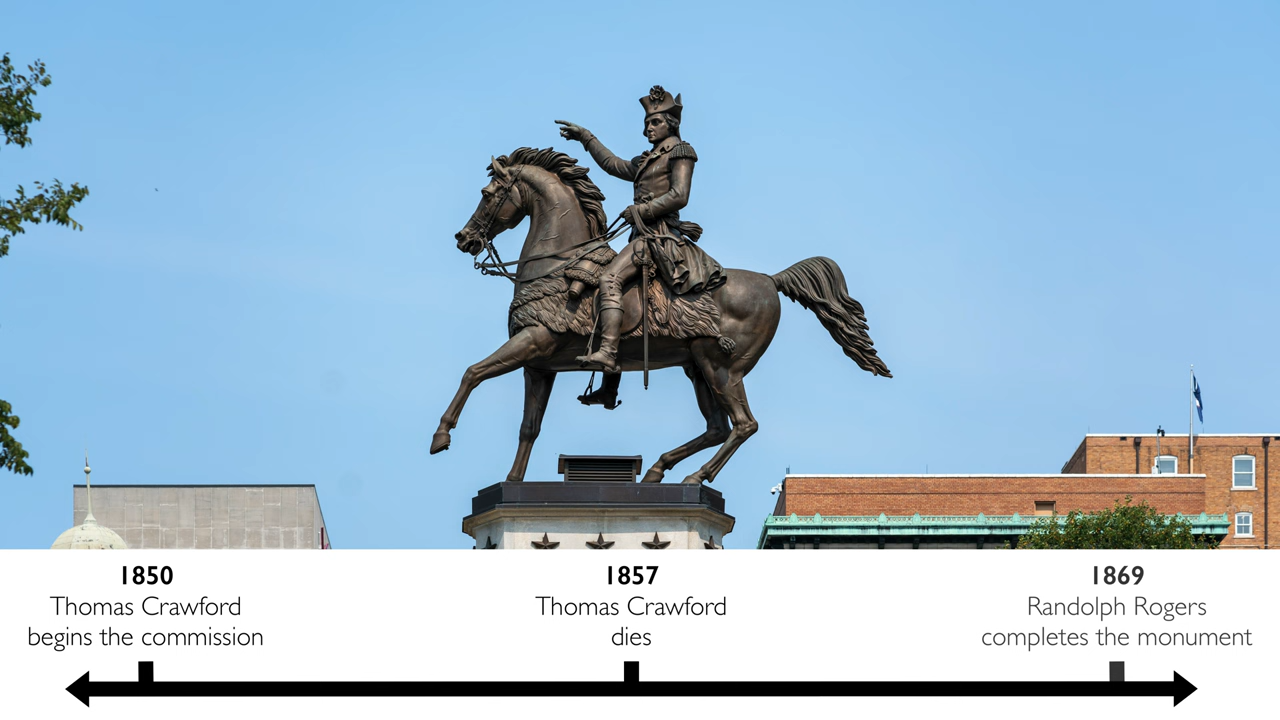 1850
Thomas Crawford
begins the commission
1857
Thomas Crawford
dies
1869
Randolph Rogers
completes the monument